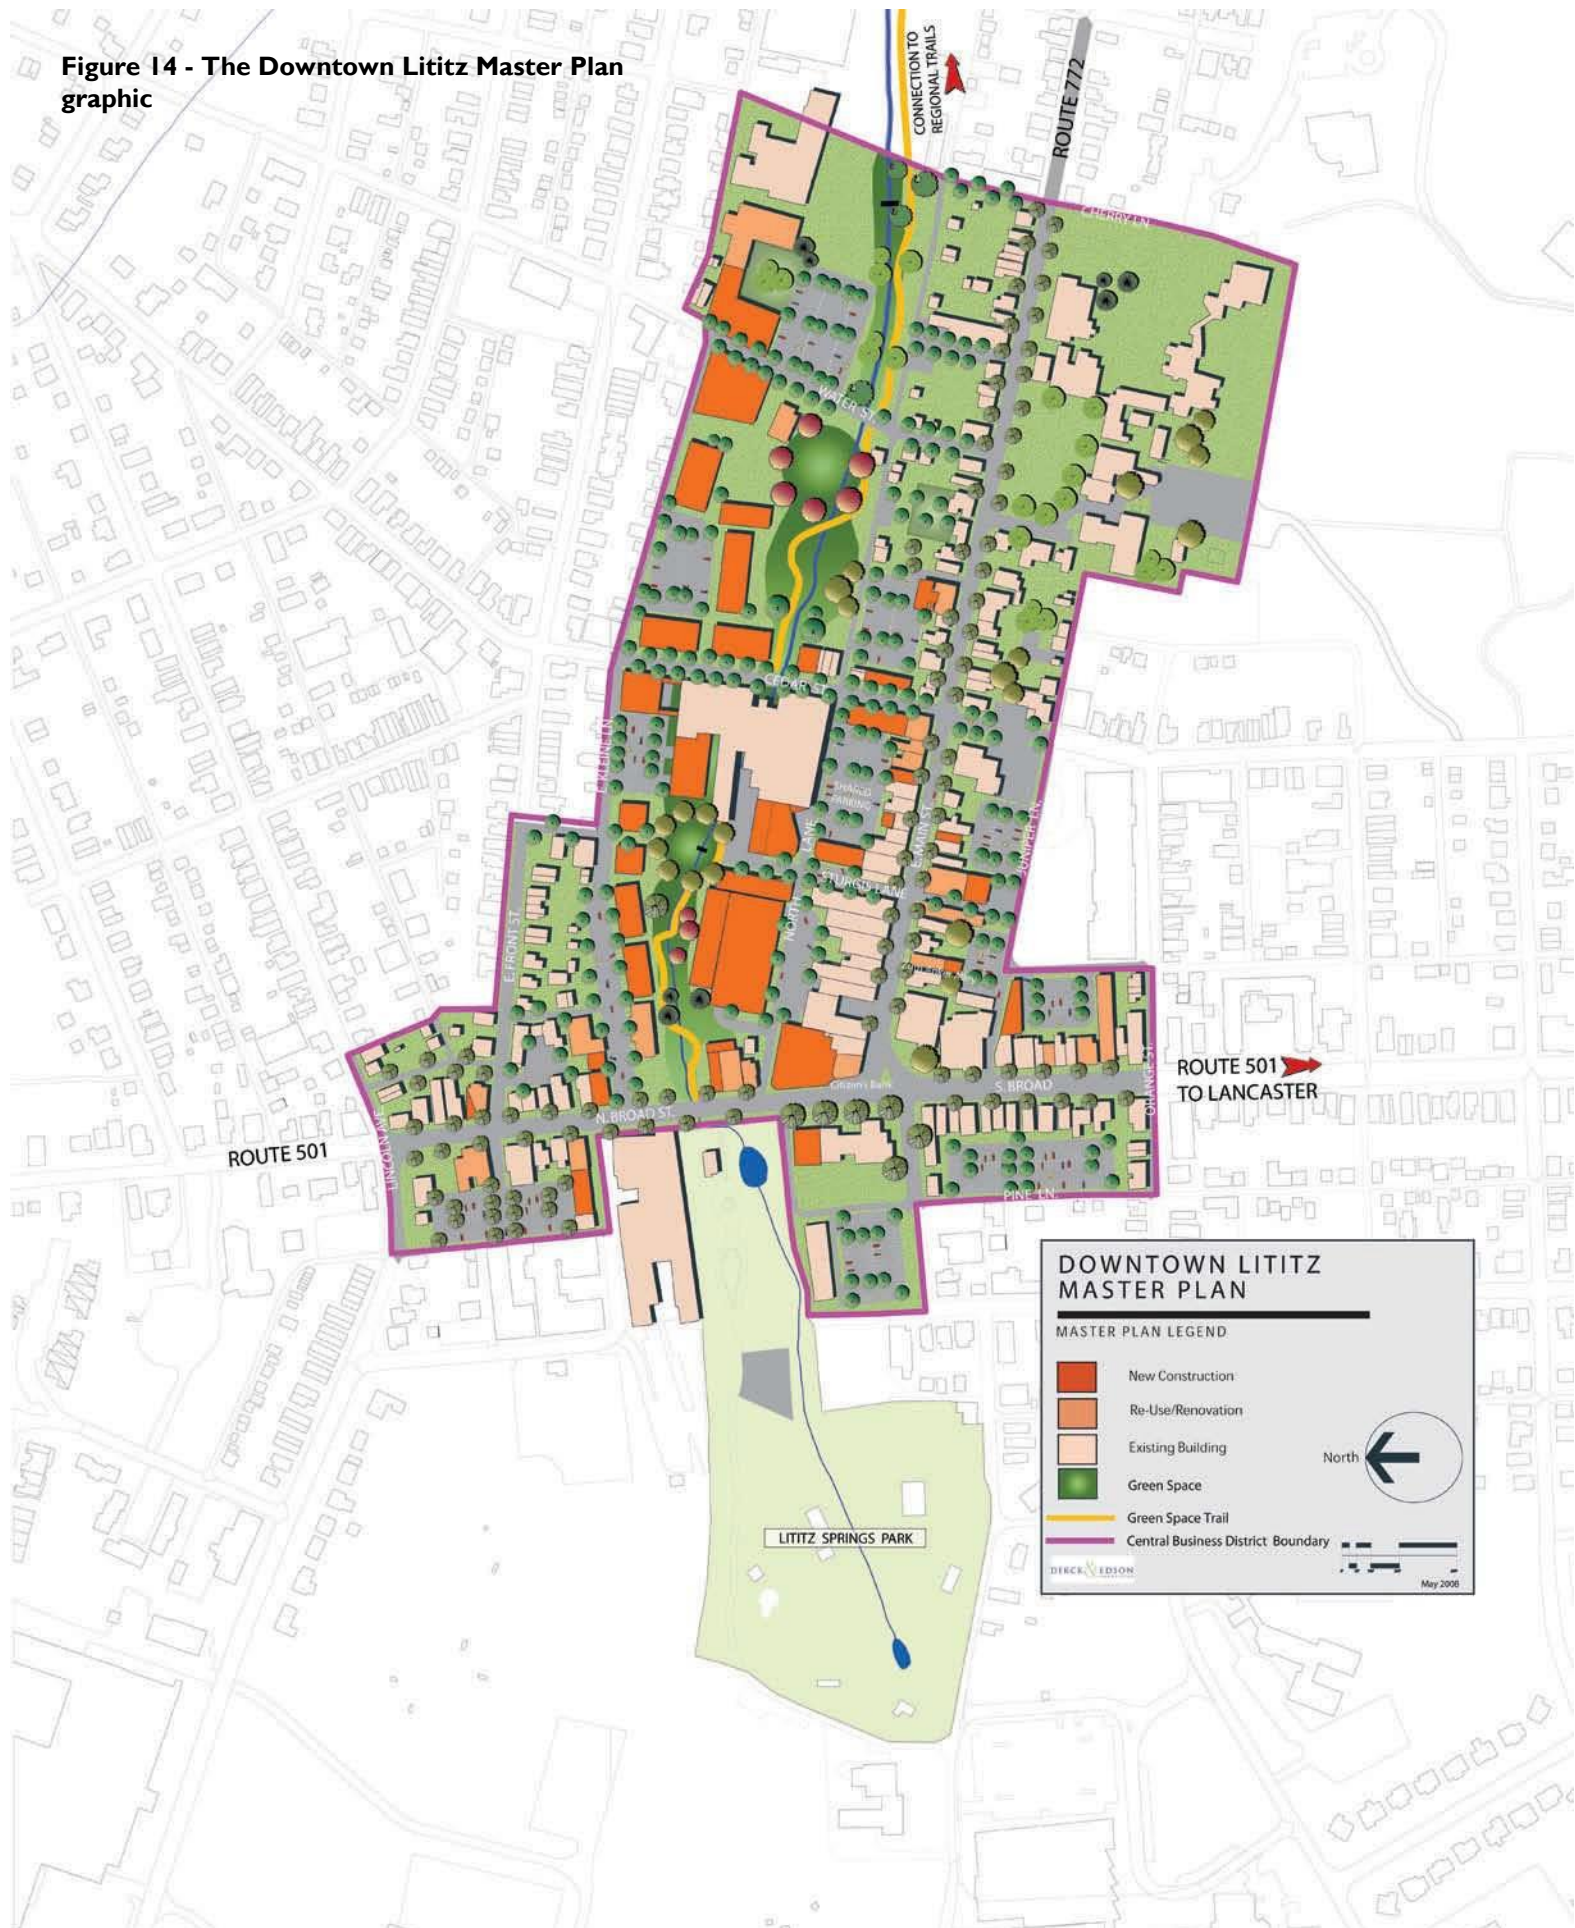 Figure 14 - The Downtown Lititz Master Plan
graphic
CONNECTION TO
REGIONAL TRAILS
ROUTE 772
CHERRY LN.
WATER ST.
CEDAR ST.
E. KLEINE LN.
SHARED
PARKING
E. MAIN ST.
JUNIPER LN.
NORTH LANE
STURGIS LANE
E. FRONT ST.
Citizen's Bank
S. BROAD
N. BROAD ST.
ORANGE ST.
ROUTE 501
TO LANCASTER
LINCOLN AVE
ROUTE 501
PINE LN.
DOWNTOWN LITITZ
MASTER PLAN
MASTER PLAN LEGEND
New Construction
Re-Use/Renovation
Existing Building
North
Green Space
Green Space Trail
Central Business District Boundary
DERCK & EDSON
May 2008
LITITZ SPRINGS PARK